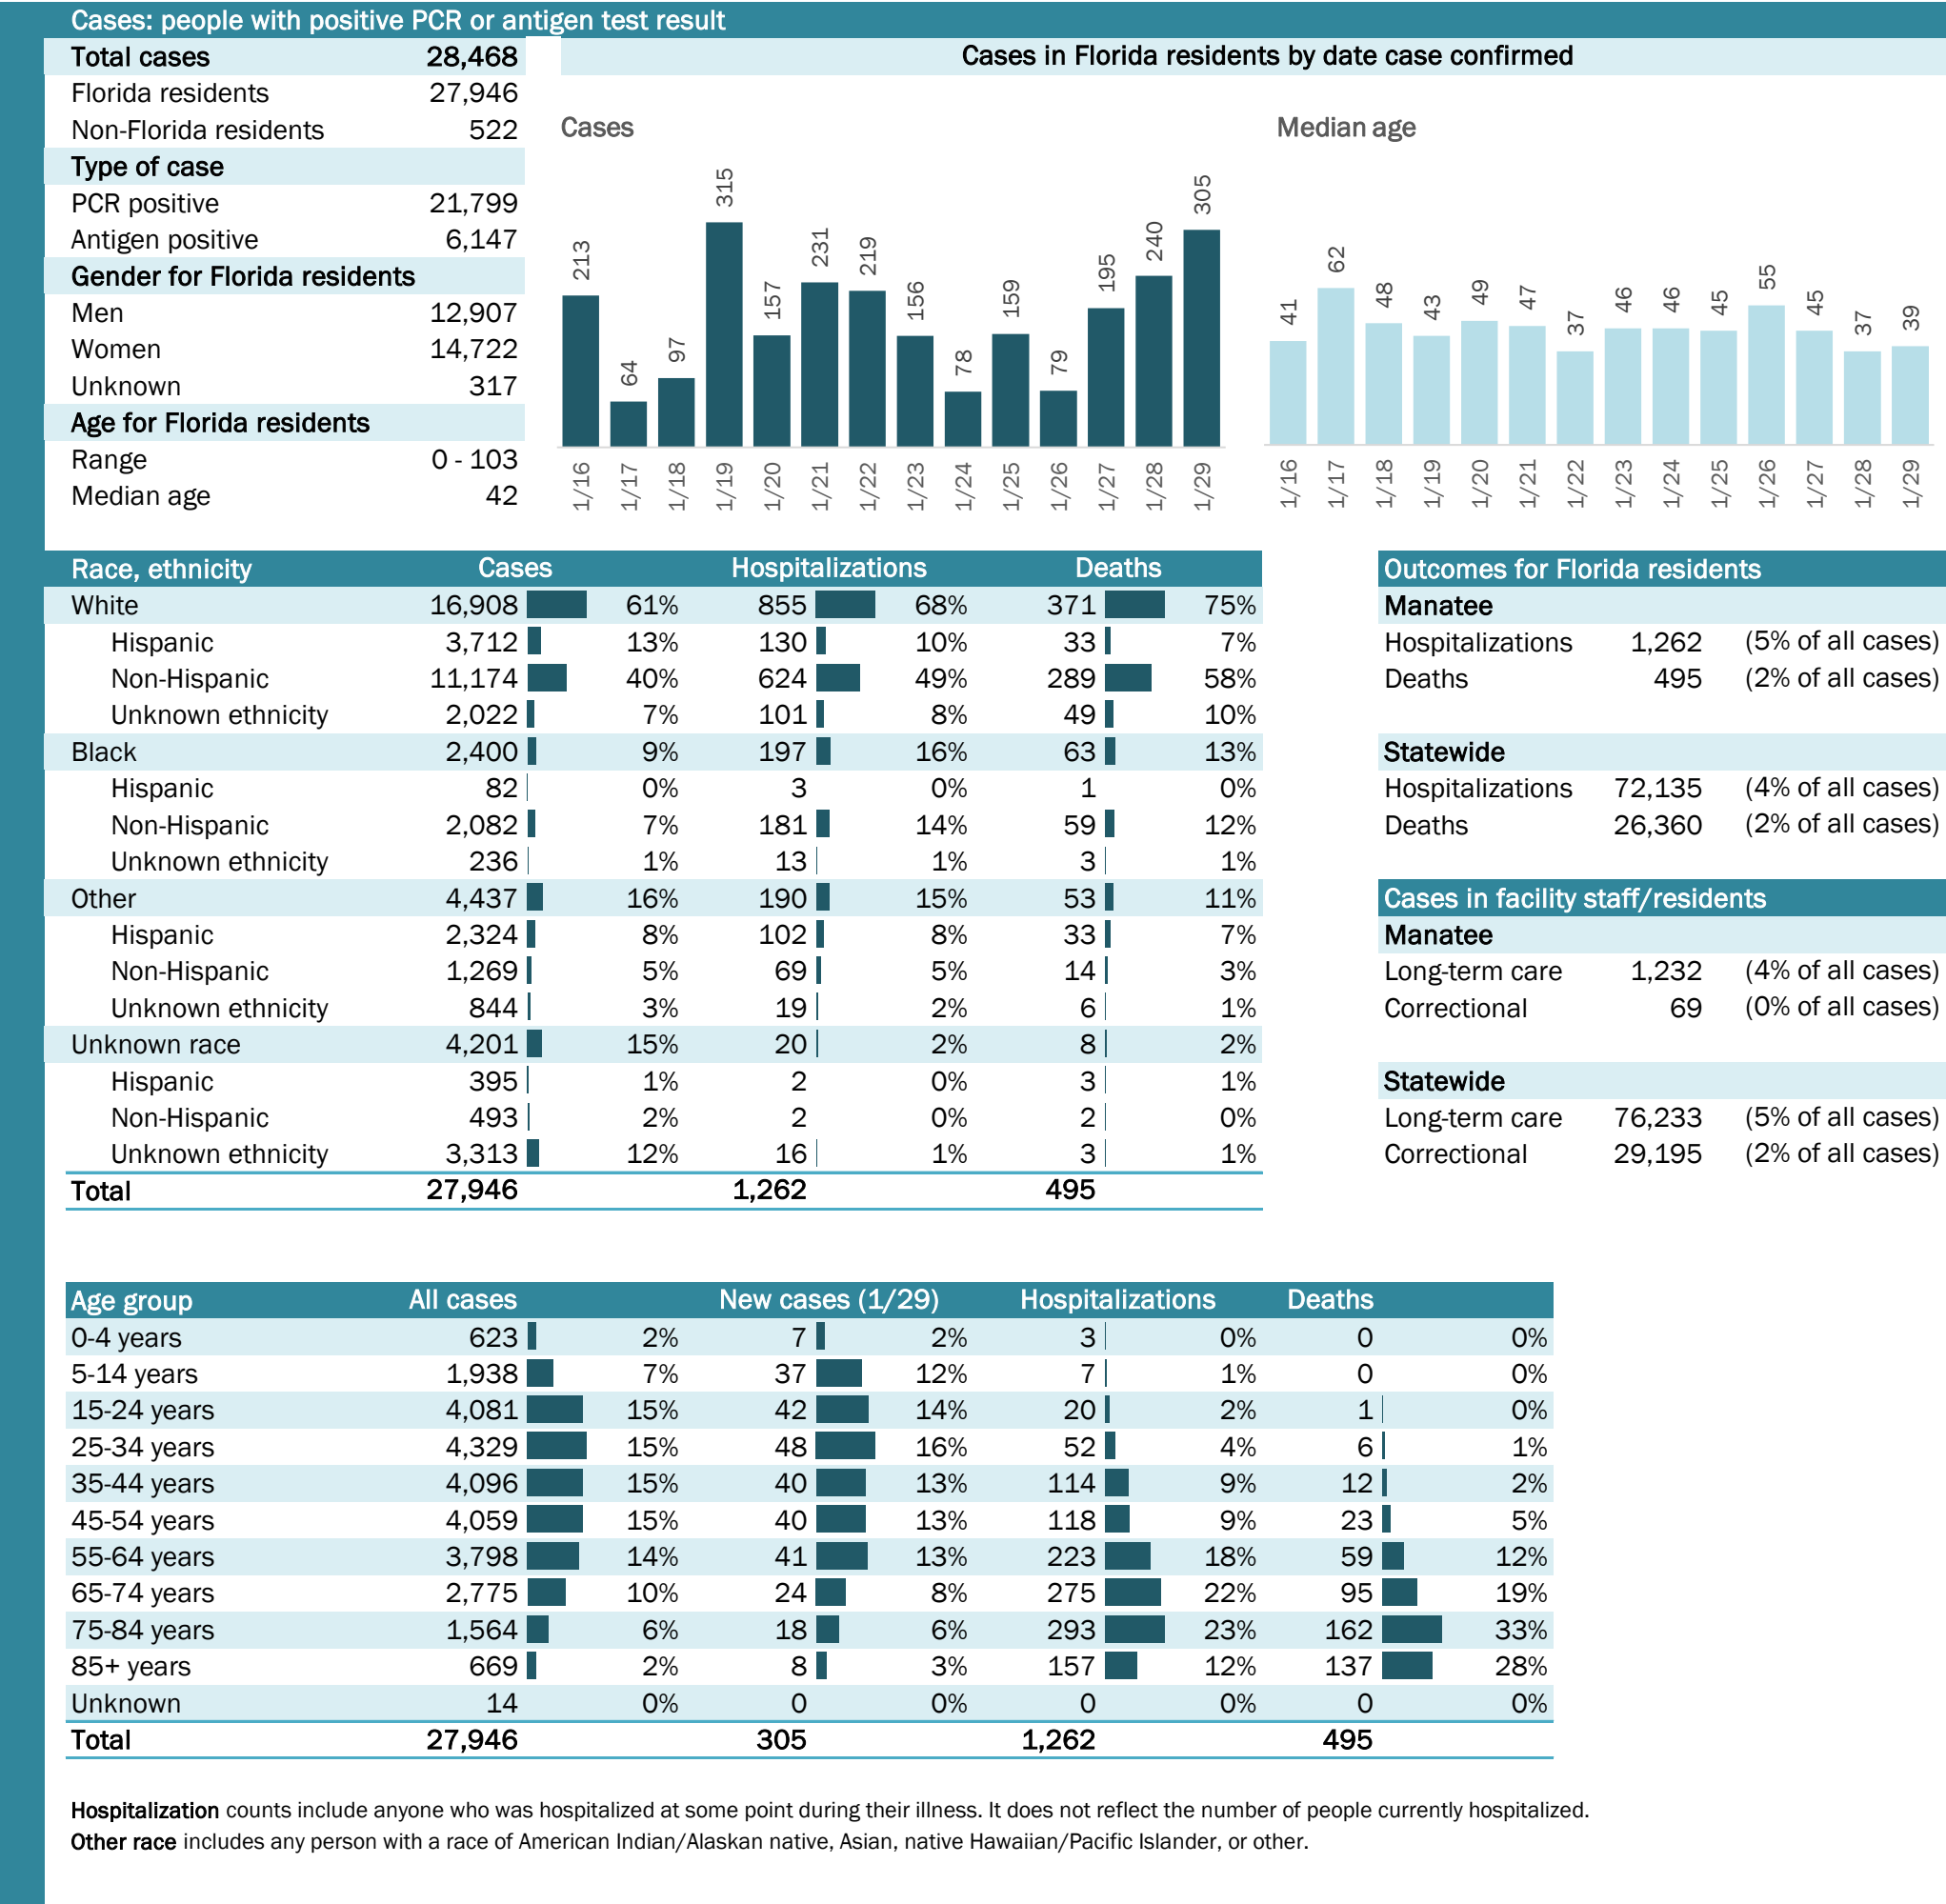 Cases: people with positive PCR or antigen test result
Total cases 28,468
Florida residents 27,946
Non-Florida residents 522
Type of case
PCR positive 21,799
Antigen positive 6,147
Gender for Florida residents
Men 12,907
Women 14,722
Unknown 317
Age for Florida residents
Range 0 - 103
Median age 42
Cases in Florida residents by date case confirmed
Cases
213 64 97 315 157 231 219 156 78 159 79 195 240 305
1/16 1/17 1/18 1/19 1/20 1/21 1/22 1/23 1/24 1/25 1/26 1/27 1/28 1/29
Median age
41 62 48 43 49 47 37 46 46 45 55 45 37 39
1/16 1/17 1/18 1/19 1/20 1/21 1/22 1/23 1/24 1/25 1/26 1/27 1/28 1/29
Race, ethnicity Cases Hospitalizations Deaths
White 16,908 61% 855 68% 371 75%
Hispanic 3,712 13% 130 10% 33 7%
Non-Hispanic 11,174 40% 624 49% 289 58%
Unknown ethnicity 2,022 7% 101 8% 49 10%
Black 2,400 9% 197 16% 63 13%
Hispanic 82 0% 3 0% 1 0%
Non-Hispanic 2,082 7% 181 14% 59 12%
Unknown ethnicity 236 1% 13 1% 3 1%
Other 4,437 16% 190 15% 53 11%
Hispanic 2,324 8% 102 8% 33 7%
Non-Hispanic 1,269 5% 69 5% 14 3%
Unknown ethnicity 844 3% 19 2% 6 1%
Unknown race 4,201 15% 20 2% 8 2%
Hispanic 395 1% 2 0% 3 1%
Non-Hispanic 493 2% 2 0% 2 0%
Unknown ethnicity 3,313 12% 16 1% 3 1%
Total 27,946 1,262 495
Outcomes for Florida residents
Manatee
Hospitalizations 1,262 (5% of all cases)
Deaths 495 (2% of all cases)
Statewide
Hospitalizations 72,135 (4% of all cases)
Deaths 26,360 (2% of all cases)
Cases in facility staff/residents
Manatee
Long-term care 1,232 (4% of all cases)
Correctional 69 (0% of all cases)
Statewide
Long-term care 76,233 (5% of all cases)
Correctional 29,195 (2% of all cases)
Age group All cases New cases (1/29) Hospitalizations Deaths
0-4 years 623 2% 7 2% 3 0% 0 0%
5-14 years 1,938 7% 37 12% 7 1% 0 0%
15-24 years 4,081 15% 42 14% 20 2% 1 0%
25-34 years 4,329 15% 48 16% 52 4% 6 1%
35-44 years 4,096 15% 40 13% 114 9% 12 2%
45-54 years 4,059 15% 40 13% 118 9% 23 5%
55-64 years 3,798 14% 41 13% 223 18% 59 12%
65-74 years 2,775 10% 24 8% 275 22% 95 19%
75-84 years 1,564 6% 18 6% 293 23% 162 33%
85+ years 669 2% 8 3% 157 12% 137 28%
Unknown 14 0% 0 0% 0 0% 0 0%
Total 27,946 305 1,262 495
Hospitalization counts include anyone who was hospitalized at some point during their illness. It does not reflect the number of people currently hospitalized.
Other race includes any person with a race of American Indian/Alaskan native, Asian, native Hawaiian/Pacific Islander, or other.